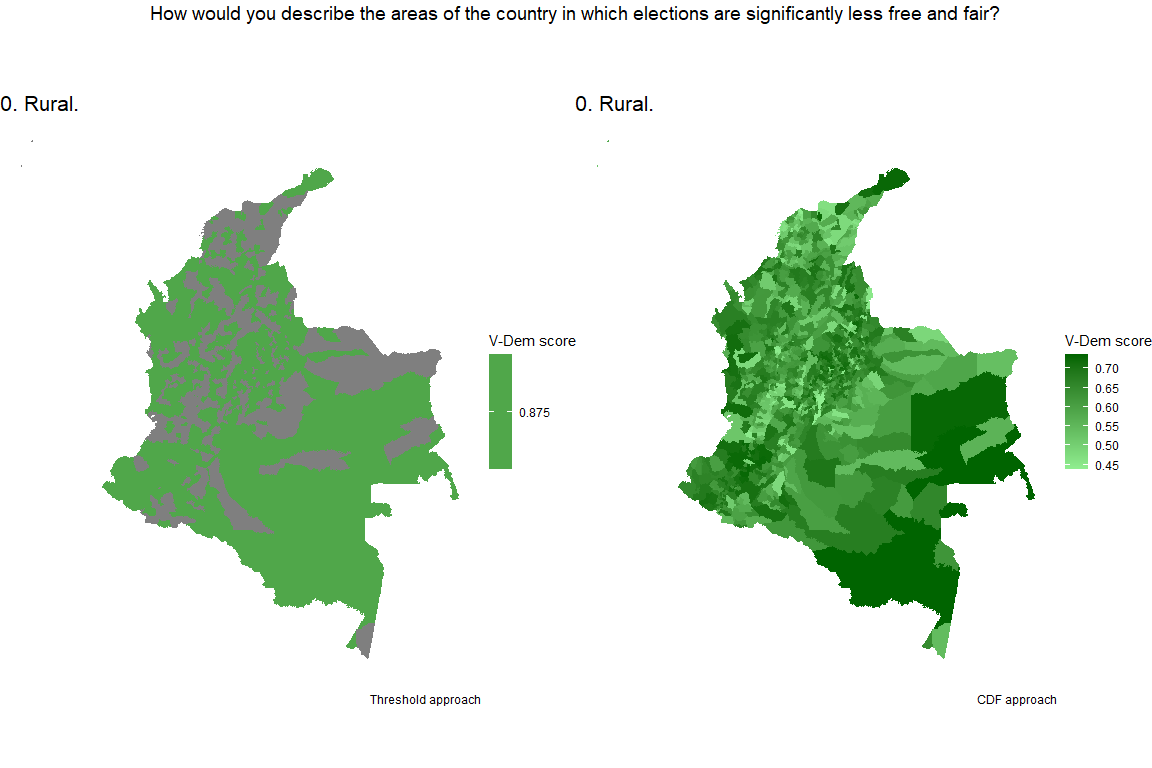 How would you describe the areas of the country in which elections are significantly less free and fair?
0. Rural.
0. Rural.
V-Dem score
0.875
V-Dem score
0.70
0.65
0.60
0.55
0.50
0.45
Threshold approach
CDF approach